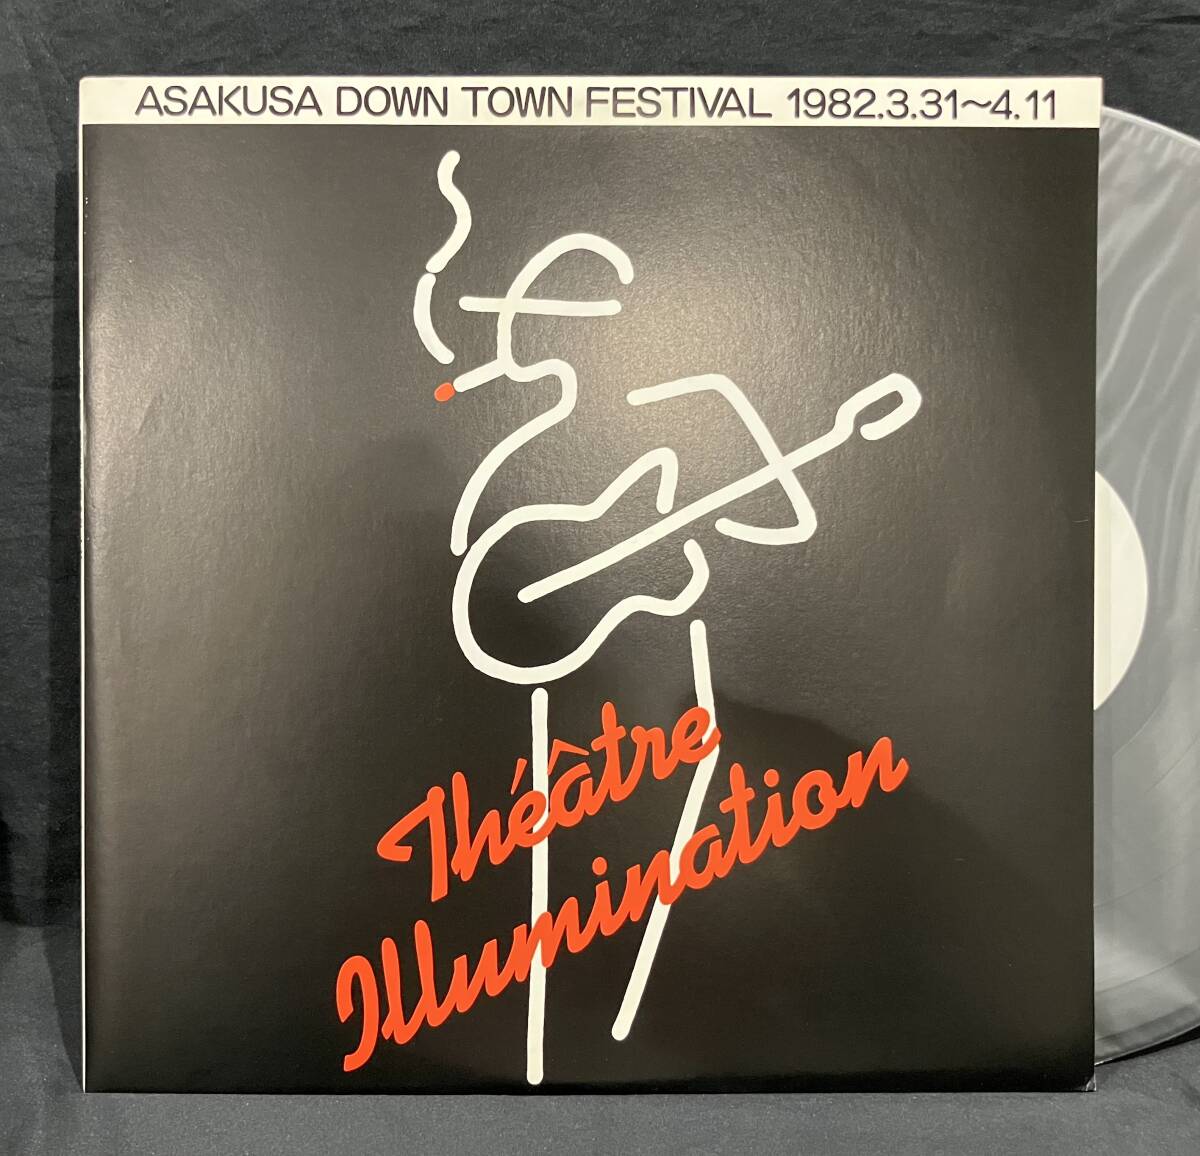 ASAKUSA DOWN TOWN FESTIVAL 1982.3.31~4.11
Théâtre
Illumination